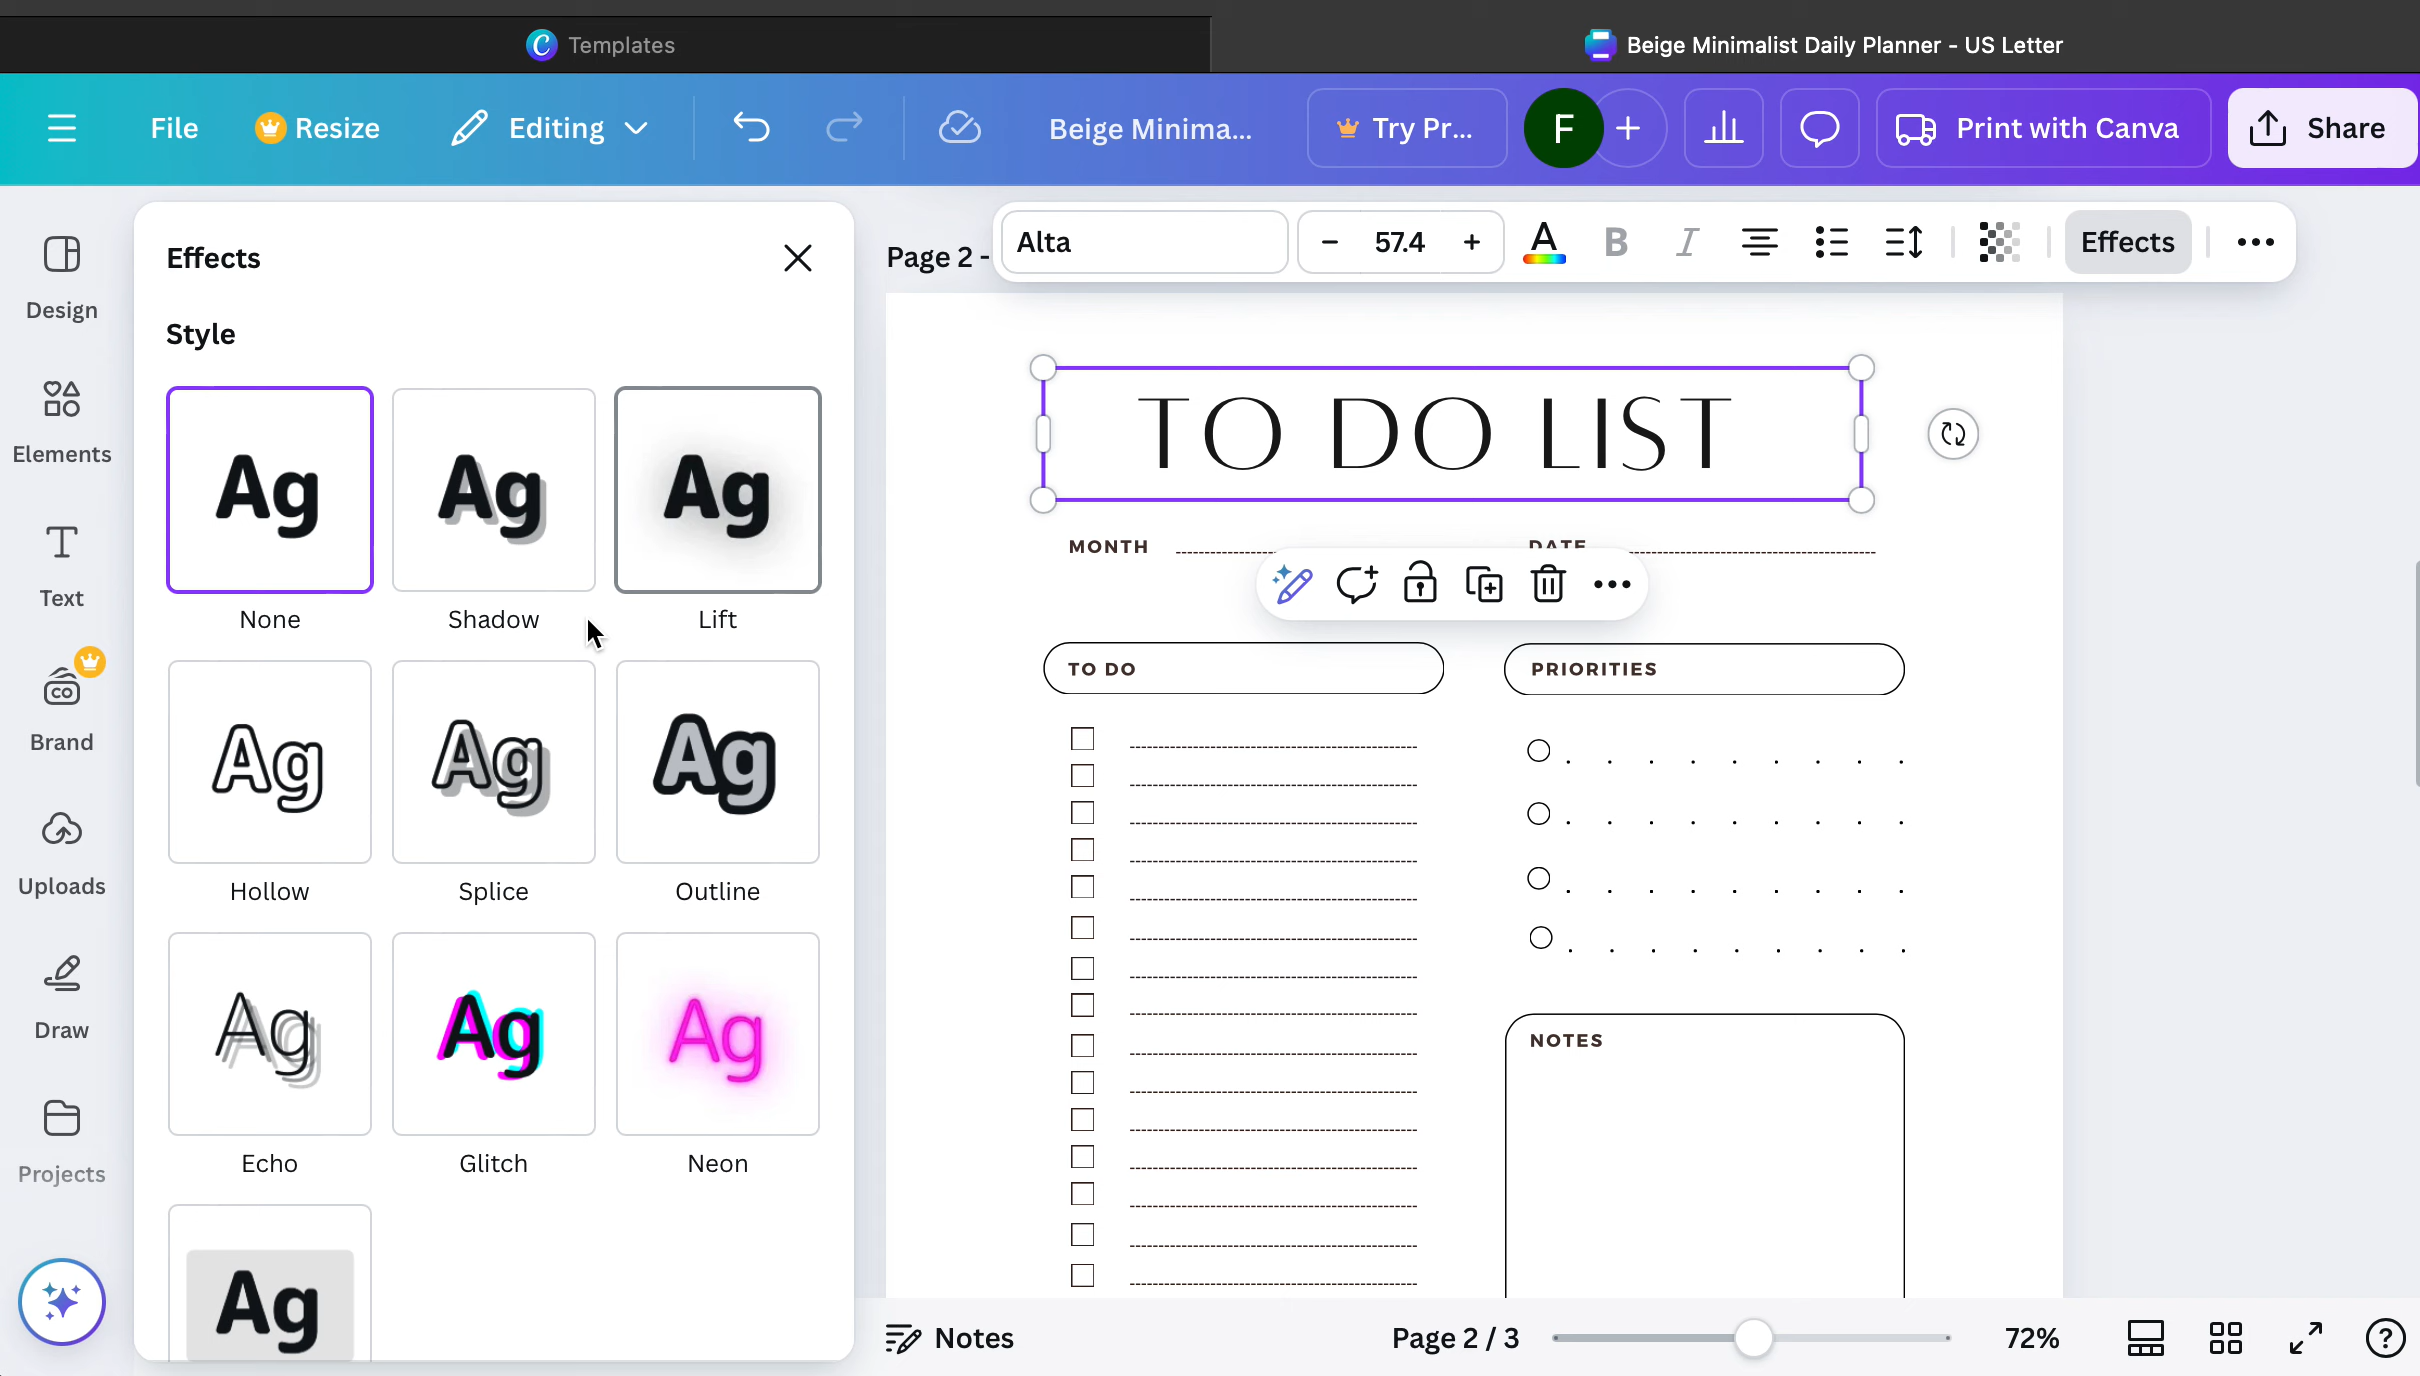 Templates
Beige Minimalist Daily Planner - US Letter
File
Resize
Editing
Beige Minima...
Try Pr...
F
Print with Canva
Share
Design
Elements
Text
CO
Brand
Uploads
Draw
Projects
Effects
Style
Ag
Ag
Ag
None
Shadow
Lift
Ag
Ag
Ag
Hollow
Splice
Outline
Ag
Ag
Ag
Echo
Glitch
Neon
Ag
Page 2 -
Alta
57.4
A
B
I
Effects
TO DO LIST
MONTH
DATE
TO DO
PRIORITIES
NOTES
Notes
Page 2 / 3
72%
?